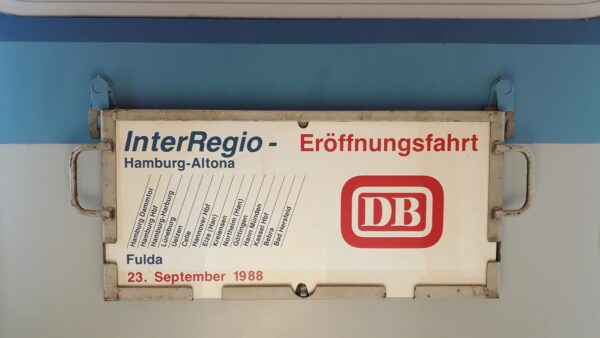 InterRegio - Eröffnungsfahrt
Hamburg-Altona
Hamburg Dammtor
Hamburg Hbf
Hamburg-Harburg
Lüneburg
Uelzen
Celle
Hannover Hbf
Elze (Han)
Kreiensen
Northeim (Han)
Göttingen
Hann Münden
Kassel Hbf
Bebra
Bad Hersfeld
DB
Fulda
23. September 1988